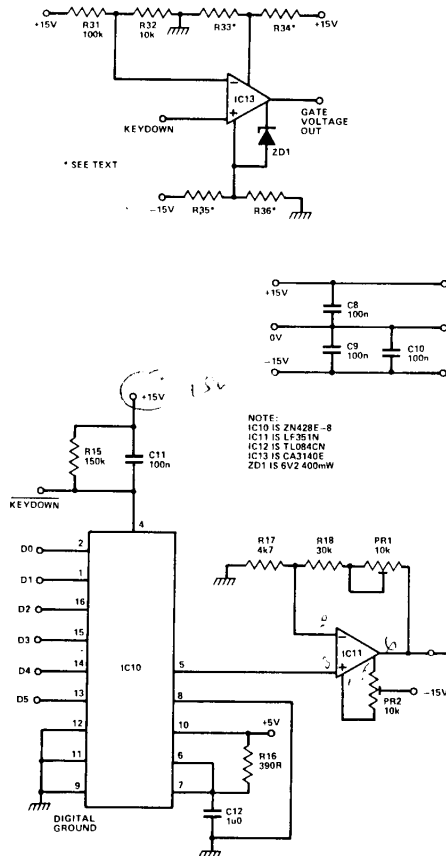 +15V R31 100k R32 10k R33* R34* +15V
IC13
- +
KEYDOWN
GATE VOLTAGE OUT
ZD1
* SEE TEXT
-15V R35* R36*
+15V
C8 100n
0V
C9 100n C10 100n
-15V
+15V 15v
R15 150k
C11 100n
KEYDOWN
NOTE:
IC10 IS ZN428E-8
IC11 IS LF351N
IC12 IS TL084CN
IC13 IS CA3140E
ZD1 IS 6V2 400mW
4
D0 2
D1 1
D2 16
D3 15
D4 14
D5 13
12
11
9
IC10
5
8
10
6
7
DIGITAL GROUND
R17 4k7 R18 30k PR1 10k
- +
IC11
6
3
PR2 10k
-15V
+5V
R16 390R
C12 1u0